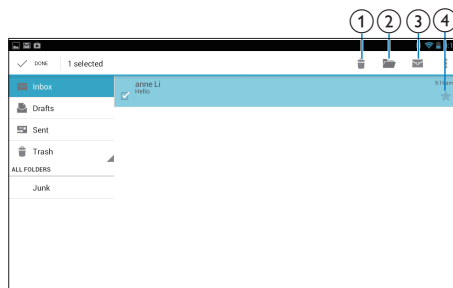 1 2 3 4
DONE 1 selected
Inbox
Drafts
Sent
Trash
ALL FOLDERS
Junk
anne Li
Hello